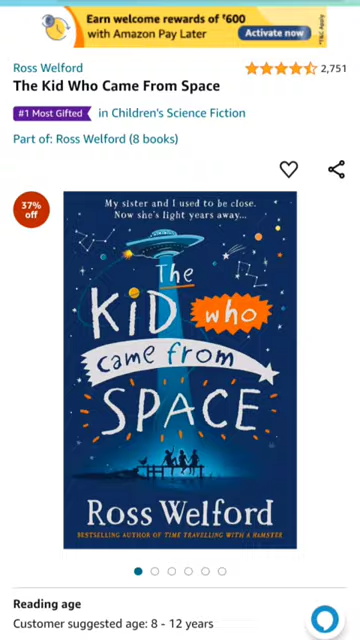 Earn welcome rewards of ₹600
with Amazon Pay Later
Activate now
Ross Welford
2,751
The Kid Who Came From Space
#1 Most Gifted
in Children's Science Fiction
Part of: Ross Welford (8 books)
37%
off
My sister and I used to be close.
Now she's light years away...
The
KiD who
came from
SPACE
Ross Welford
BESTSELLING AUTHOR OF TIME TRAVELLING WITH A HAMSTER
Reading age
Customer suggested age: 8 - 12 years